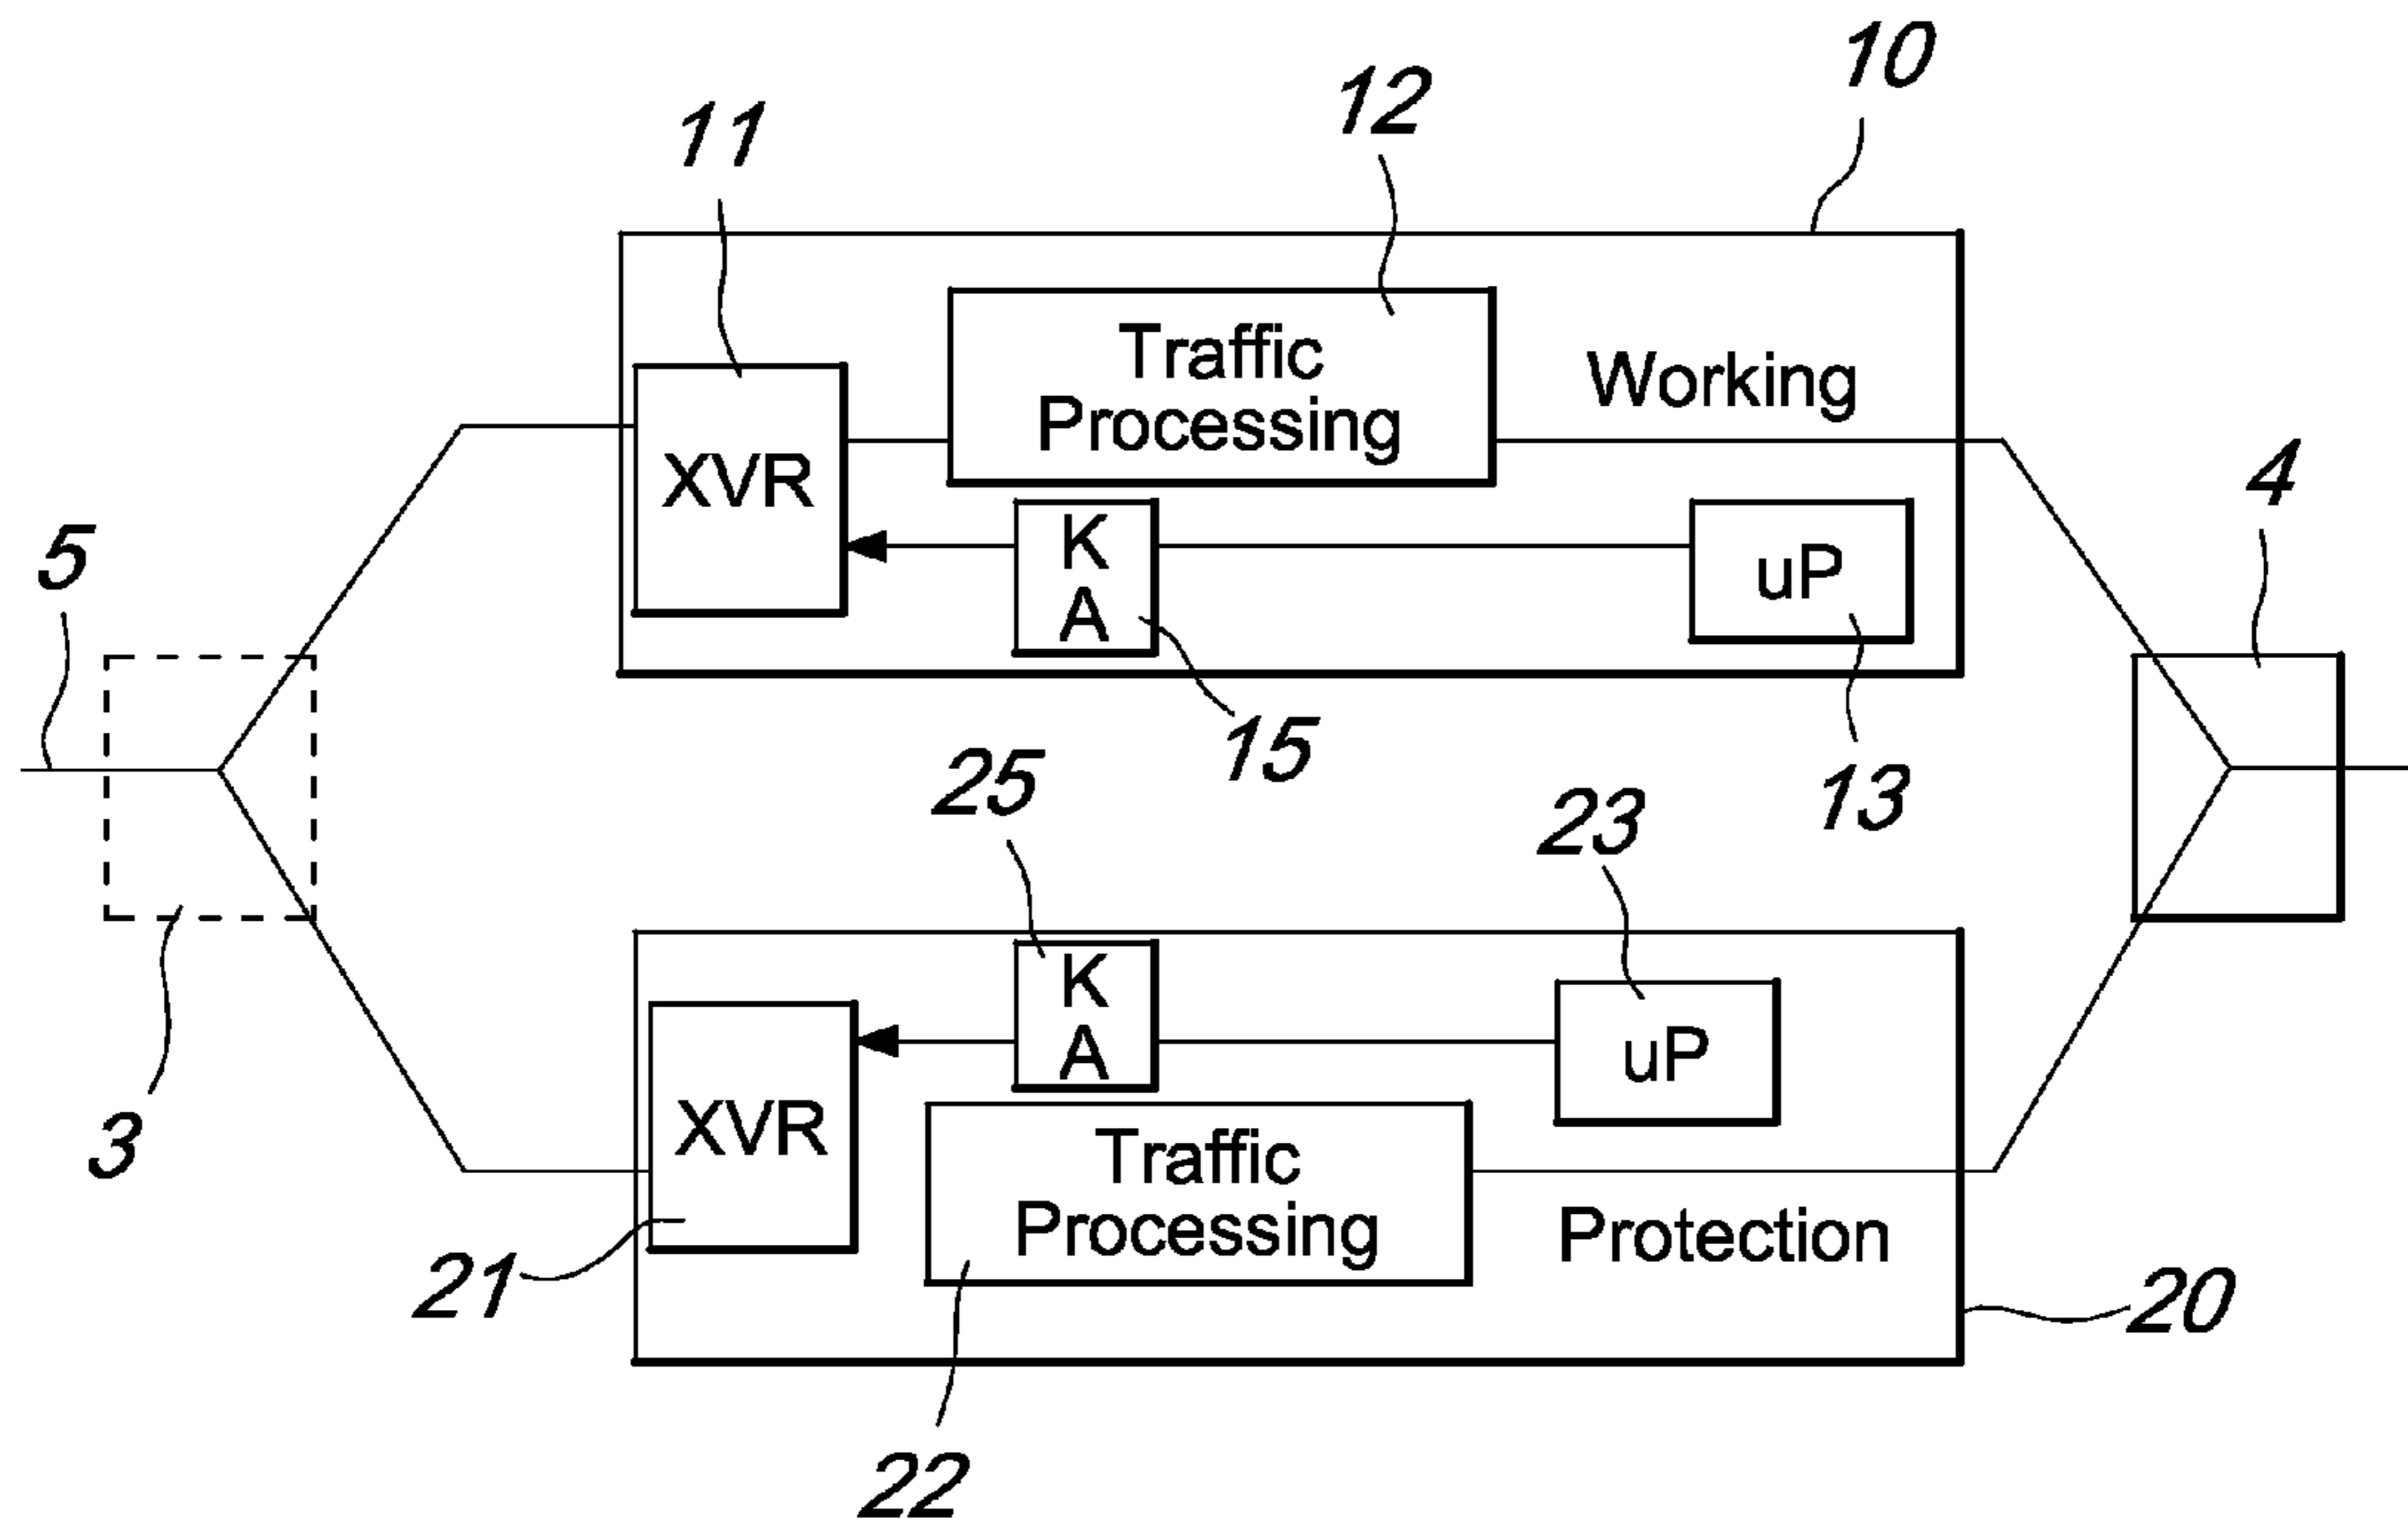 10
12
11
Traffic
Processing
Working
XVR
4
K
A
uP
5
15
13
25
23
K
A
uP
XVR
Traffic
Processing
3
Protection
21
20
22